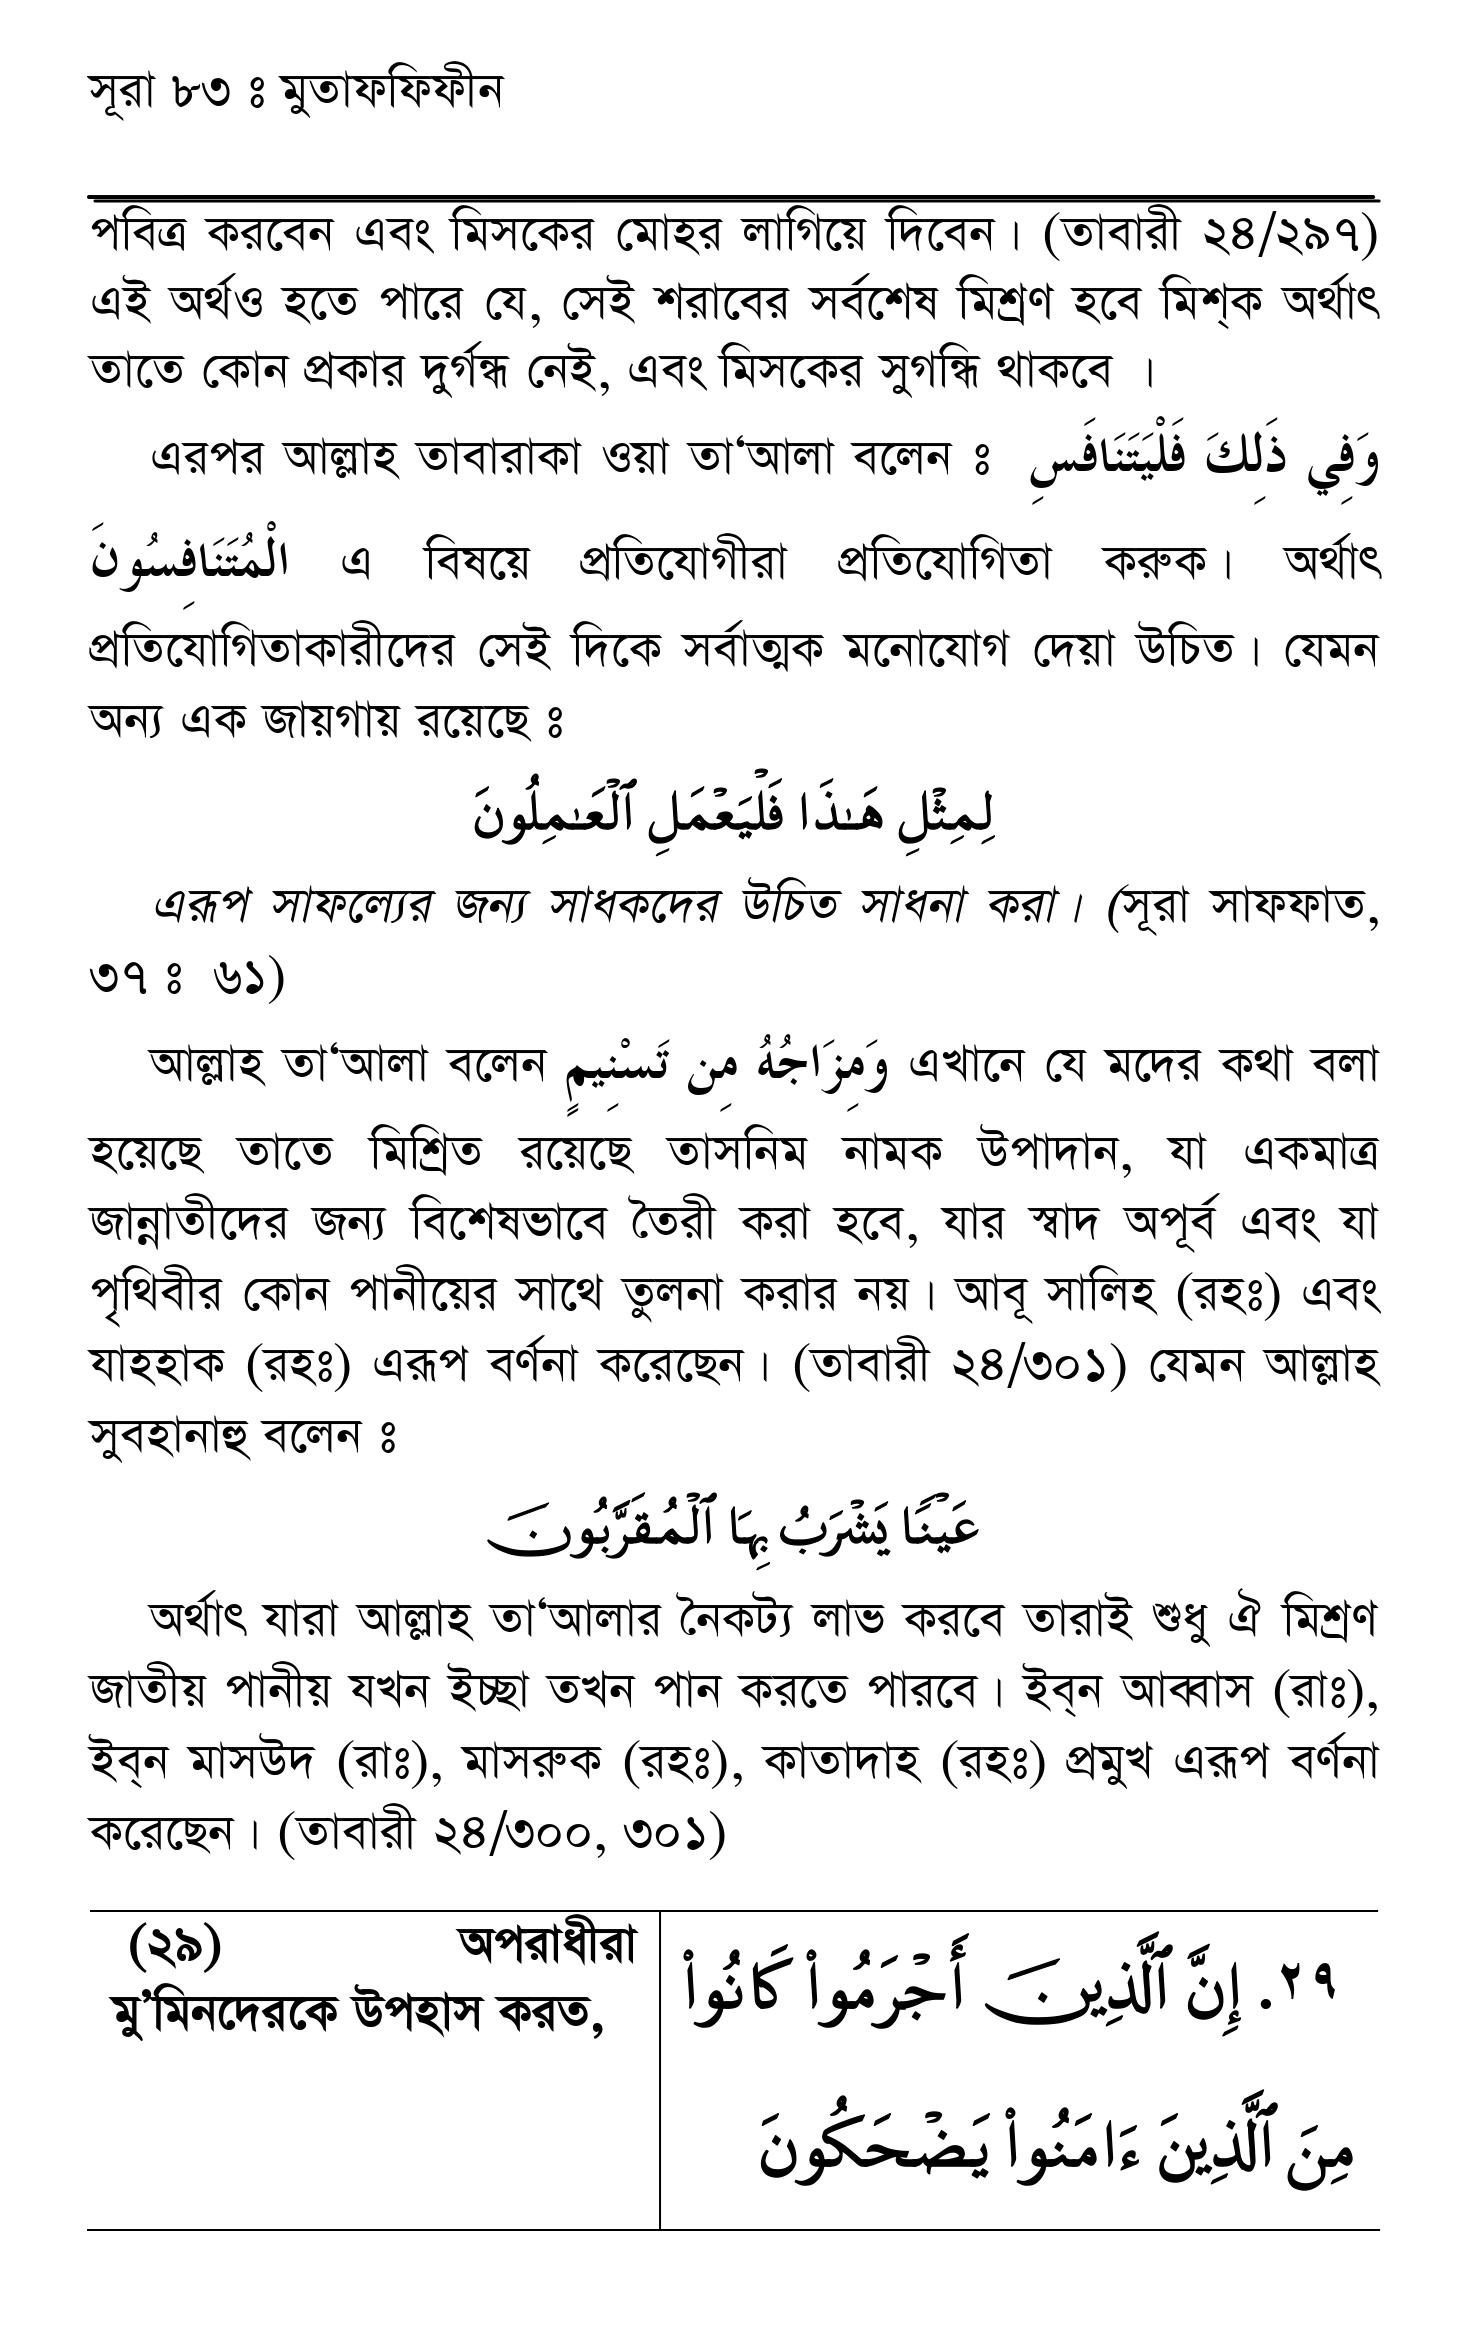 সূরা ৮৩ ঃ মুতাফফিফীন
পবিত্র করবেন এবং মিসকের মোহর লাগিয়ে দিবেন। (তাবারী ২৪/২৯৭)
এই অর্থও হতে পারে যে, সেই শরাবের সর্বশেষ মিশ্রণ হবে মিশ্‌ক অর্থাৎ
তাতে কোন প্রকার দুর্গন্ধ নেই, এবং মিসকের সুগন্ধি থাকবে ।
এরপর আল্লাহ তাবারাকা ওয়া তা‘আলা বলেন ঃ وَفِي ذَلِكَ فَلْيَتَنَافَسِ
الْمُتَنَافِسُونَ এ বিষয়ে প্রতিযোগীরা প্রতিযোগিতা করুক। অর্থাৎ
প্রতিযোগিতাকারীদের সেই দিকে সর্বাত্মক মনোযোগ দেয়া উচিত। যেমন
অন্য এক জায়গায় রয়েছে ঃ
لِمِثْلِ هَـٰذَا فَلْيَعْمَلِ ٱلْعَـٰمِلُونَ
এরূপ সাফল্যের জন্য সাধকদের উচিত সাধনা করা। (সূরা সাফফাত,
৩৭ ঃ ৬১)
আল্লাহ তা‘আলা বলেন وَمِزَاجُهُ مِن تَسْنِيمٍ এখানে যে মদের কথা বলা
হয়েছে তাতে মিশ্রিত রয়েছে তাসনিম নামক উপাদান, যা একমাত্র
জান্নাতীদের জন্য বিশেষভাবে তৈরী করা হবে, যার স্বাদ অপূর্ব এবং যা
পৃথিবীর কোন পানীয়ের সাথে তুলনা করার নয়। আবূ সালিহ (রহঃ) এবং
যাহহাক (রহঃ) এরূপ বর্ণনা করেছেন। (তাবারী ২৪/৩০১) যেমন আল্লাহ
সুবহানাহু বলেন ঃ
عَيْنًا يَشْرَبُ بِهَا ٱلْمُقَرَّبُونَ
অর্থাৎ যারা আল্লাহ তা‘আলার নৈকট্য লাভ করবে তারাই শুধু ঐ মিশ্রণ
জাতীয় পানীয় যখন ইচ্ছা তখন পান করতে পারবে। ইব্‌ন আব্বাস (রাঃ),
ইব্‌ন মাসউদ (রাঃ), মাসরুক (রহঃ), কাতাদাহ (রহঃ) প্রমুখ এরূপ বর্ণনা
করেছেন। (তাবারী ২৪/৩০০, ৩০১)
(২৯) অপরাধীরা
মু’মিনদেরকে উপহাস করত,
٢٩. إِنَّ ٱلَّذِينَ أَجْرَمُوا۟ كَانُوا۟
مِنَ ٱلَّذِينَ ءَامَنُوا۟ يَضْحَكُونَ